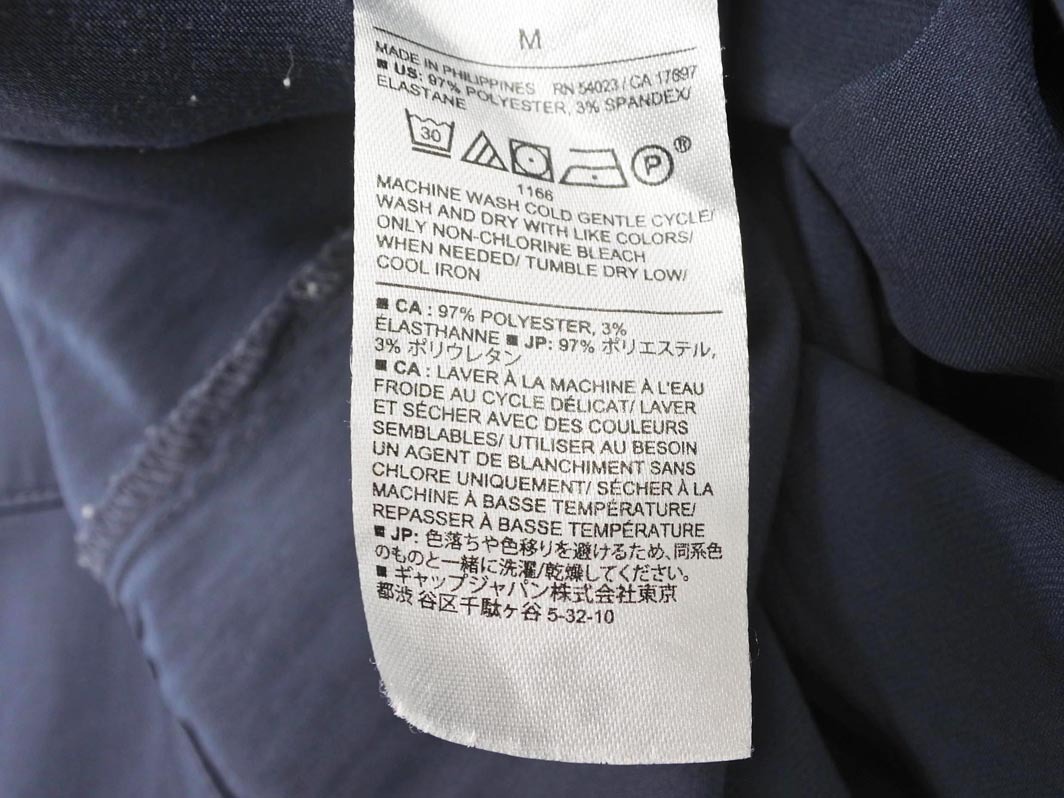 M
MADE IN PHILIPPINES RN 54023 / CA 17897
■ US: 97% POLYESTER, 3% SPANDEX/
ELASTANE
30 P ®
1166
MACHINE WASH COLD GENTLE CYCLE/
WASH AND DRY WITH LIKE COLORS/
ONLY NON-CHLORINE BLEACH
WHEN NEEDED/ TUMBLE DRY LOW/
COOL IRON
■ CA : 97% POLYESTER, 3%
ÉLASTHANNE ■ JP: 97% ポリエステル,
3% ポリウレタン
■ CA : LAVER À LA MACHINE À L'EAU
FROIDE AU CYCLE DÉLICAT/ LAVER
ET SÉCHER AVEC DES COULEURS
SEMBLABLES/ UTILISER AU BESOIN
UN AGENT DE BLANCHIMENT SANS
CHLORE UNIQUEMENT/ SÉCHER À LA
MACHINE À BASSE TEMPÉRATURE/
REPASSER À BASSE TEMPÉRATURE
■ JP: 色落ちや色移りを避けるため、同系色
のものと一緒に洗濯/乾燥してください。
■ ギャップジャパン株式会社東京
都渋 谷区千駄ヶ谷 5-32-10